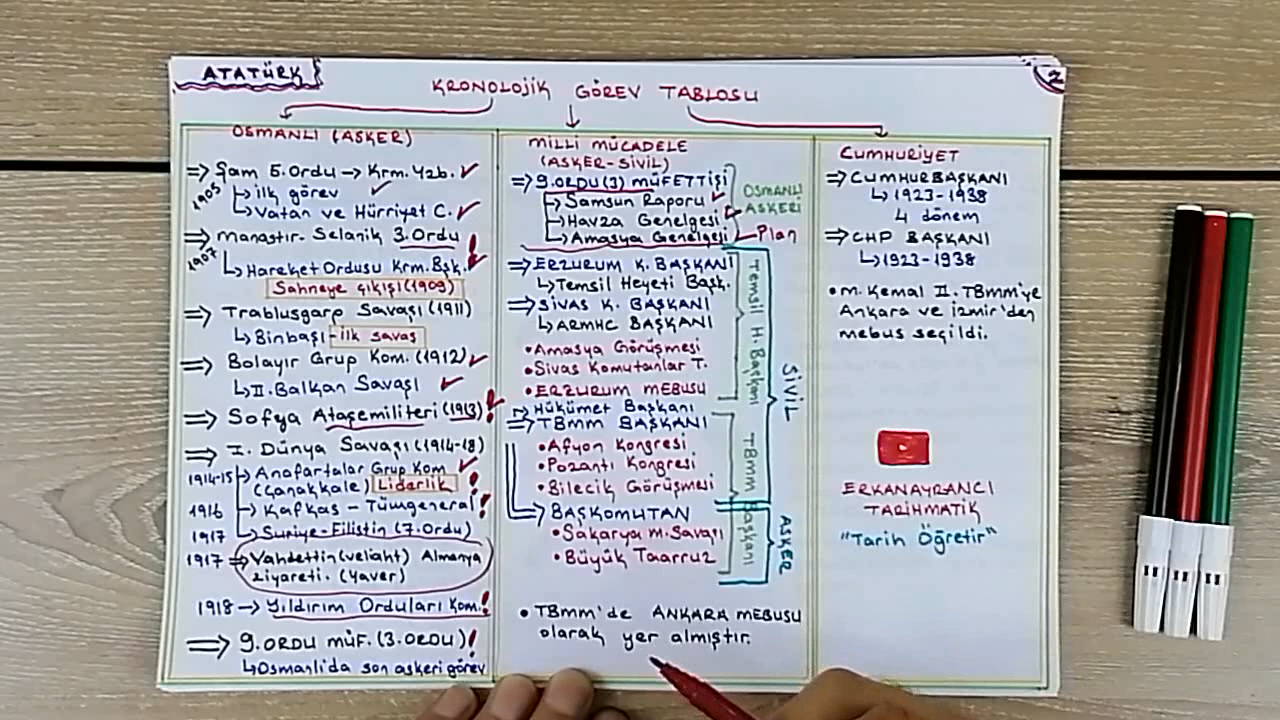 ATATÜRK
2
KRONOLOJİK GÖREV TABLOSU
OSMANLI (ASKER)
⇒ Şam 5. Ordu → Krm. Yzb. ✓
1905
↳ ilk görev ✓
↳ Vatan ve Hürriyet C. ✓
⇒ Manastır. Selanik 3. Ordu !
1907
↳ Hareket Ordusu Krm. Bşk. ✓
Sahneye çıkışı (1909)
⇒ Trablusgarp Savaşı (1911)
↳ Binbaşı - ilk savaş
⇒ Bolayır Grup Kom. (1912) ✓
↳ II. Balkan Savaşı ✓
⇒ Sofya Ataşemiliteri (1913) !
⇒ I. Dünya Savaşı (1914-18)
1914-15 → Anafartalar Grup Kom ✓
(Çanakkale) Liderlik !
1916 → Kafkas - Tümgeneral !
1917 → Suriye - Filistin (7. Ordu)
1917 ⇒ Vahdettin (veliaht) Almanya
ziyareti. (yaver)
1918 → Yıldırım Orduları Kom. !
⇒ 9. ORDU MÜF. (3. ORDU) !
↳ Osmanlı'da son askeri görev
MİLLİ MÜCADELE
(ASKER-SİVİL)
⇒ 9. ORDU (3) MÜFETTİŞİ
→ Samsun Raporu ✓
→ Havza Genelgesi
→ Amasya Genelgesi → Plan
OSMANLI
ASKERİ
⇒ ERZURUM K. BAŞKANI
↳ Temsil Heyeti Başk.
⇒ SİVAS K. BAŞKANI
↳ ARMHC BAŞKANI
• Amasya Görüşmesi
• Sivas Komutanlar T.
• ERZURUM MEBUSU
→ Hükümet Başkanı
⇒ TBMM BAŞKANI
• Afyon Kongresi
• Pozantı Kongresi
• Bilecik Görüşmesi
⇒ BAŞKOMUTAN
• Sakarya M. Savaşı
• Büyük Taarruz
TEMSİL H. Başkanı
TBMM Başkanı
SİVİL
ASKER
• TBMM'de ANKARA MEBUSU
olarak yer almıştır.
CUMHURİYET
⇒ CUMHURBAŞKANI
↳ 1923-1938
4 dönem
⇒ CHP BAŞKANI
↳ 1923-1938
• M. Kemal II. TBMM'ye
Ankara ve İzmir'den
mebus seçildi.
ERKANAYRANCI
TARİHMATİK
"Tarih Öğretir"